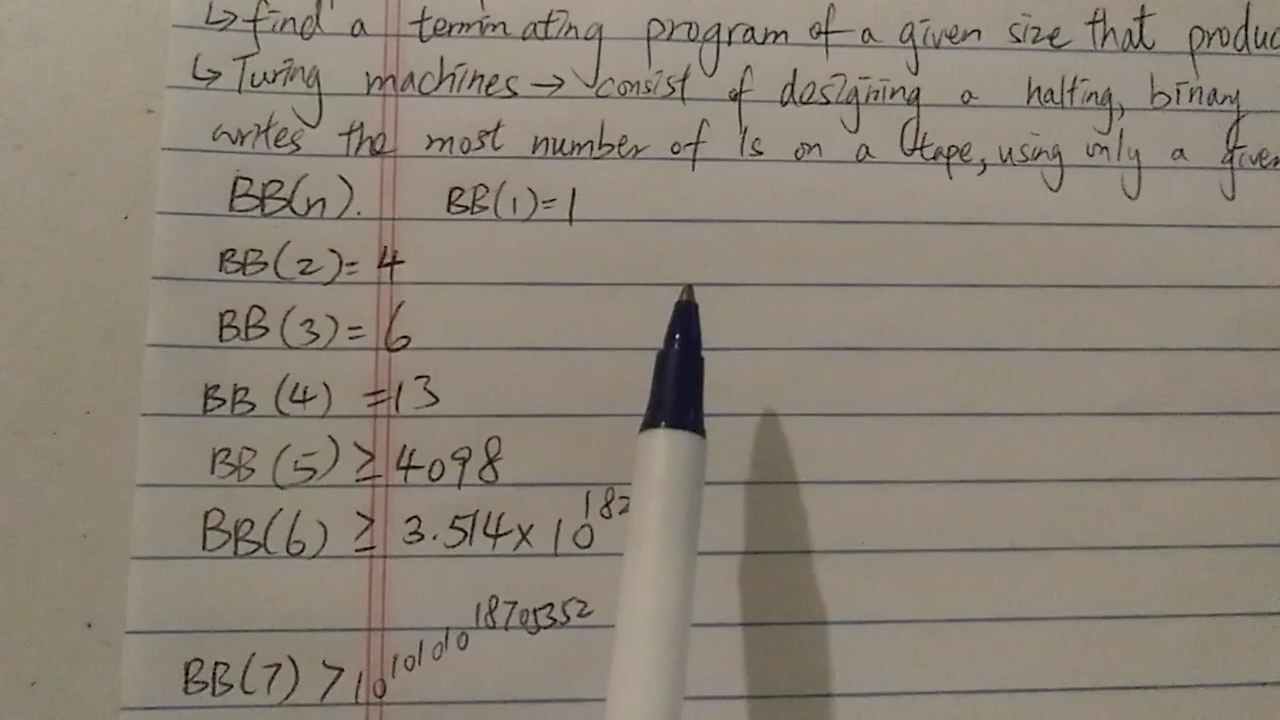 ↳ find a terminating program of a given size that produc
↳ Turing machines → consist of designing a halting, binary
writes the most number of 1s on a tape, using only a given
BB(n). BB(1)=1
BB(2)=4
BB(3)=6
BB(4)=13
BB(5) ≥ 4098
BB(6) ≥ 3.514×10^182
BB(7) > 10^10^10^10^18705352